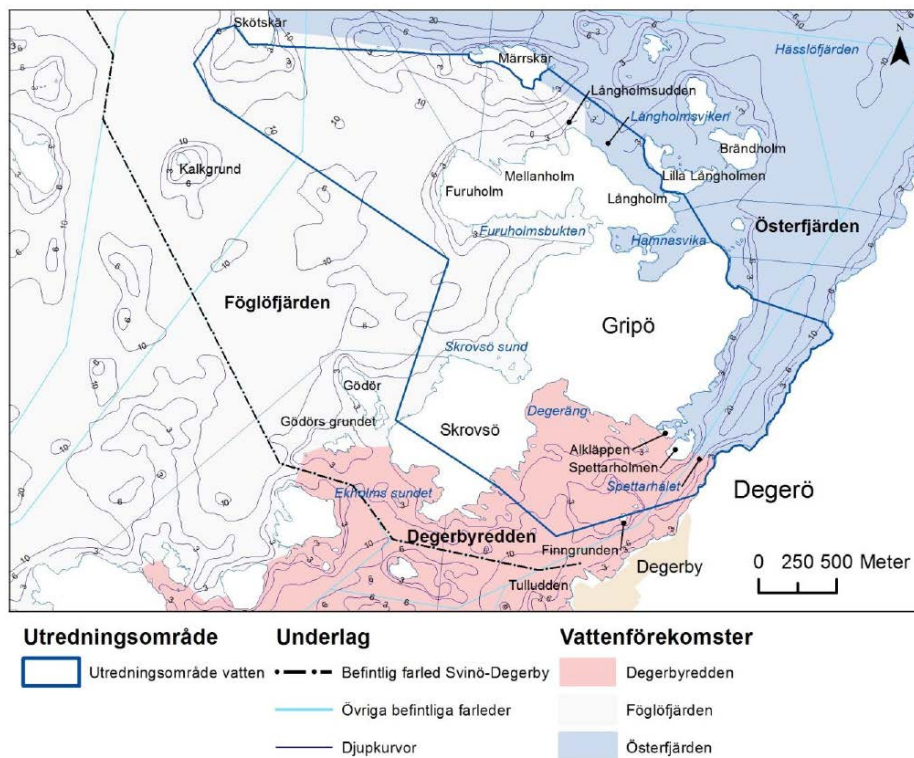 Skötskär
Hässlöfjärden
N
Märrskär
Långholmsudden
Långholmsviken
Brändholm
Kalkgrund
Mellanholm
Lilla Långholmen
Furuholm
Långholm
Furuholmsbukten
Hamnasvika
Österfjärden
Föglöfjärden
Gripö
Skrovsö sund
Gödör
Degeräng
Gödörs grundet
Skrovsö
Alkläppen
Spettarholmen
Spettarhålet
Degerö
Ekholms sundet
Degerbyredden
Finngrunden
Degerby
Tulludden
0 250 500 Meter
Utredningsområde
Utredningsområde vatten
Underlag
Befintlig farled Svinö-Degerby
Övriga befintliga farleder
Djupkurvor
Vattenförekomster
Degerbyredden
Föglöfjärden
Österfjärden